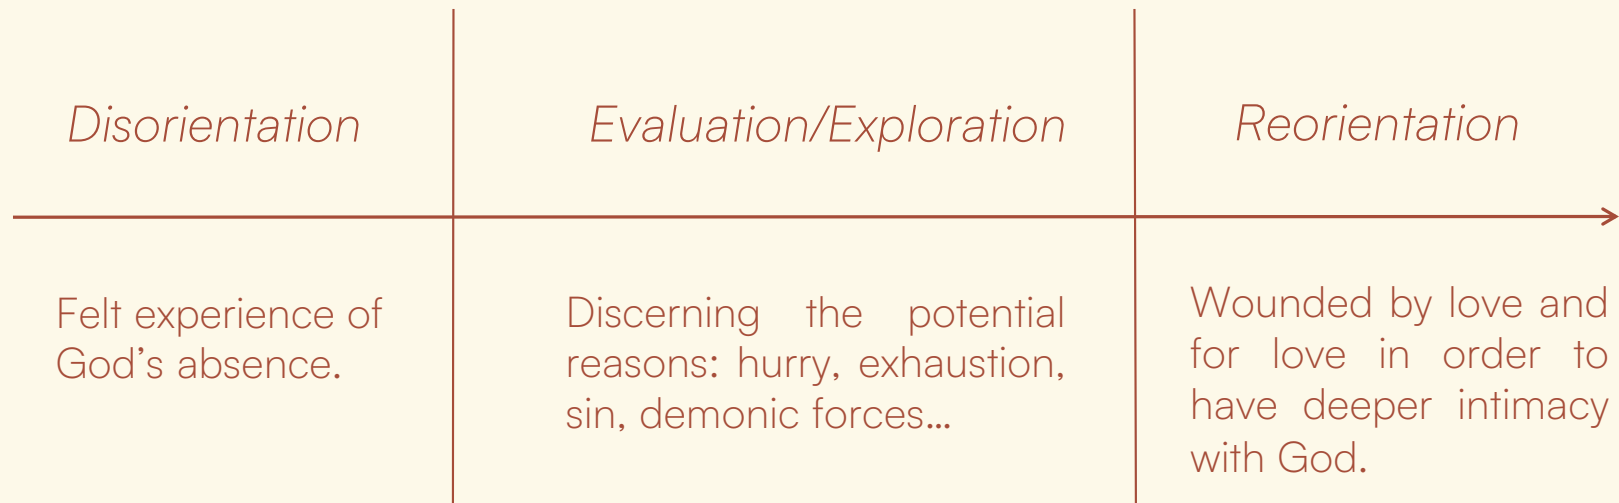 Disorientation
Evaluation/Exploration
Reorientation
Felt experience of
God’s absence.
Discerning the potential
reasons: hurry, exhaustion,
sin, demonic forces...
Wounded by love and
for love in order to
have deeper intimacy
with God.